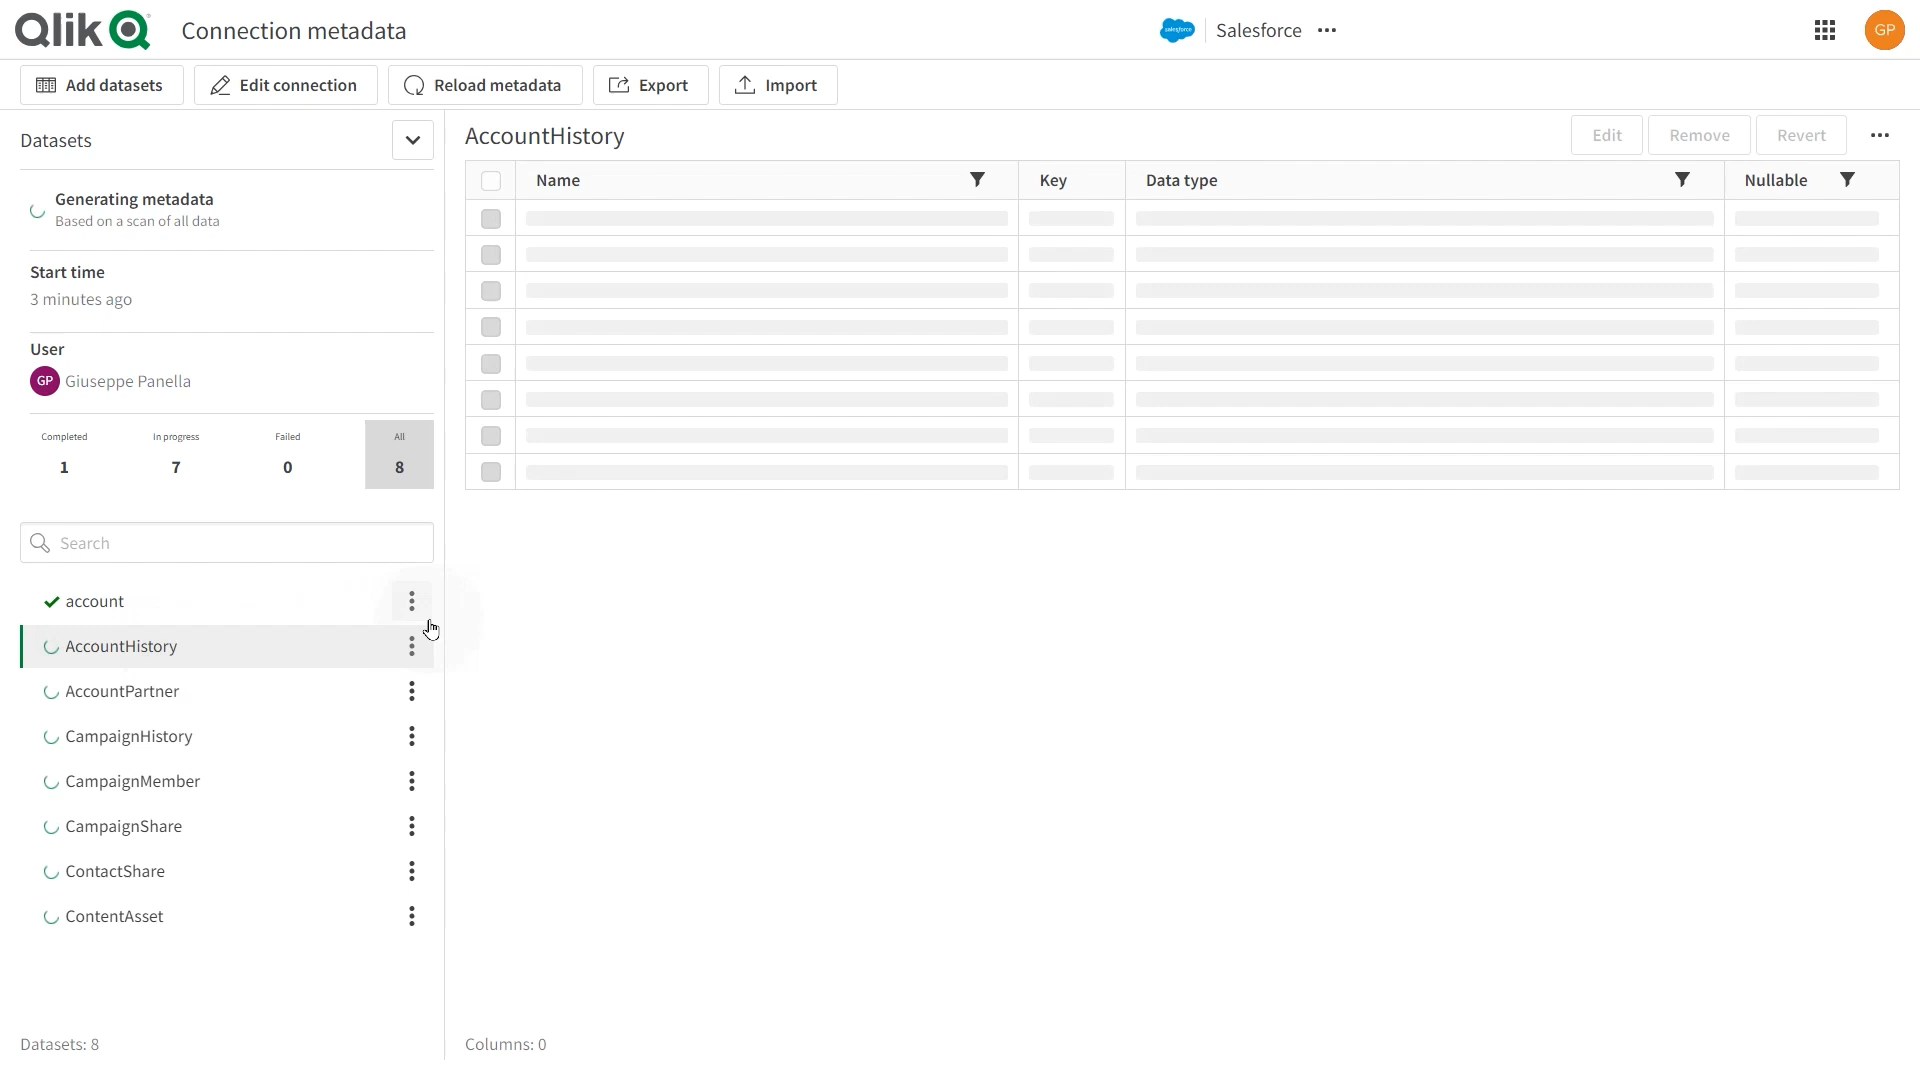 Qlik Connection metadata
salesforce Salesforce
GP
Add datasets Edit connection Reload metadata Export Import
Datasets
AccountHistory
Edit Remove Revert
Name Key Data type Nullable
Generating metadata
Based on a scan of all data
Start time
3 minutes ago
User
GP Giuseppe Panella
Completed In progress Failed All
1 7 0 8
Search
account
AccountHistory
AccountPartner
CampaignHistory
CampaignMember
CampaignShare
ContactShare
ContentAsset
Datasets: 8
Columns: 0